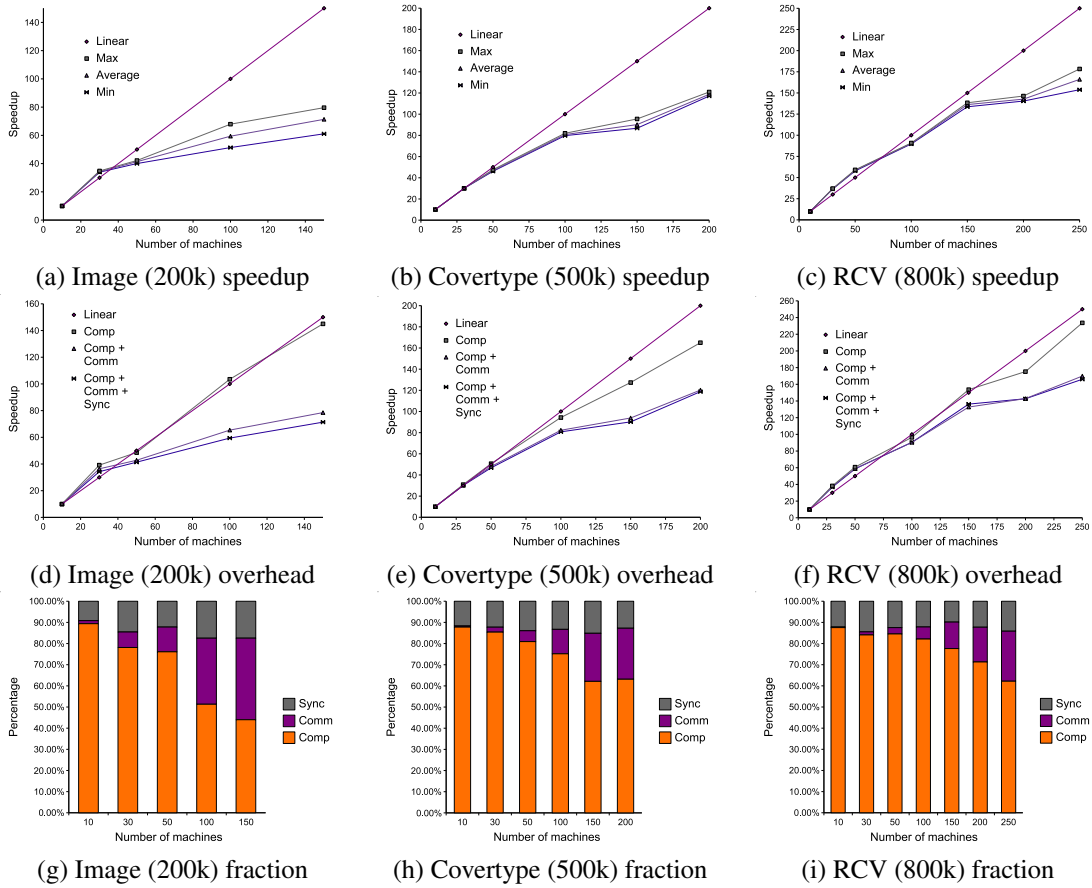 140
120
100
80
60
40
20
0
Speedup
Linear
Max
Average
Min
0 20 40 60 80 100 120 140
Number of machines
(a) Image (200k) speedup
200
180
160
140
120
100
80
60
40
20
0
Speedup
Linear
Max
Average
Min
0 25 50 75 100 125 150 175 200
Number of machines
(b) Covertype (500k) speedup
250
225
200
175
150
125
100
75
50
25
0
Speedup
Linear
Max
Average
Min
0 50 100 150 200 250
Number of machines
(c) RCV (800k) speedup
160
140
120
100
80
60
40
20
0
Speedup
Linear
Comp
Comp +
Comm
Comp +
Comm +
Sync
0 20 40 60 80 100 120 140
Number of machines
(d) Image (200k) overhead
200
180
160
140
120
100
80
60
40
20
0
Speedup
Linear
Comp
Comp +
Comm
Comp +
Comm +
Sync
0 25 50 75 100 125 150 175 200
Number of machines
(e) Covertype (500k) overhead
260
240
220
200
180
160
140
120
100
80
60
40
20
0
Speedup
Linear
Comp
Comp +
Comm
Comp +
Comm +
Sync
0 25 50 75 100 125 150 175 200 225 250
Number of machines
(f) RCV (800k) overhead
100.00%
90.00%
80.00%
70.00%
60.00%
50.00%
40.00%
30.00%
20.00%
10.00%
0.00%
Percentage
Sync
Comm
Comp
10 30 50 100 150
Number of machines
(g) Image (200k) fraction
100.00%
90.00%
80.00%
70.00%
60.00%
50.00%
40.00%
30.00%
20.00%
10.00%
0.00%
Percentage
Sync
Comm
Comp
10 30 50 100 150 200
Number of machines
(h) Covertype (500k) fraction
100.00%
90.00%
80.00%
70.00%
60.00%
50.00%
40.00%
30.00%
20.00%
10.00%
0.00%
Percentage
Sync
Comm
Comp
10 30 50 100 150 200 250
Number of machines
(i) RCV (800k) fraction